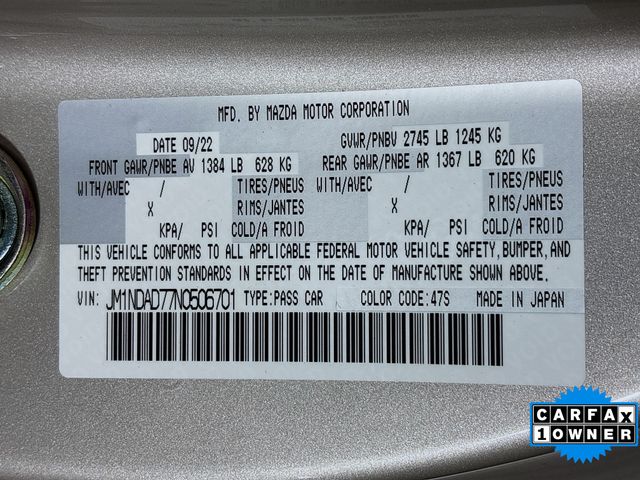 MFD. BY MAZDA MOTOR CORPORATION
DATE 09/22 GVWR/PNBV 2745 LB 1245 KG
FRONT GAWR/PNBE AV 1384 LB 628 KG REAR GAWR/PNBE AR 1367 LB 620 KG
WITH/AVEC / TIRES/PNEUS WITH/AVEC / TIRES/PNEUS
X RIMS/JANTES X RIMS/JANTES
KPA/ PSI COLD/A FROID KPA/ PSI COLD/A FROID
THIS VEHICLE CONFORMS TO ALL APPLICABLE FEDERAL MOTOR VEHICLE SAFETY,BUMPER,AND
THEFT PREVENTION STANDARDS IN EFFECT ON THE DATE OF MANUFACTURE SHOWN ABOVE.
VIN: JM1NDAD77N0506701 TYPE:PASS CAR COLOR CODE:47S MADE IN JAPAN
CARFAX
1 OWNER